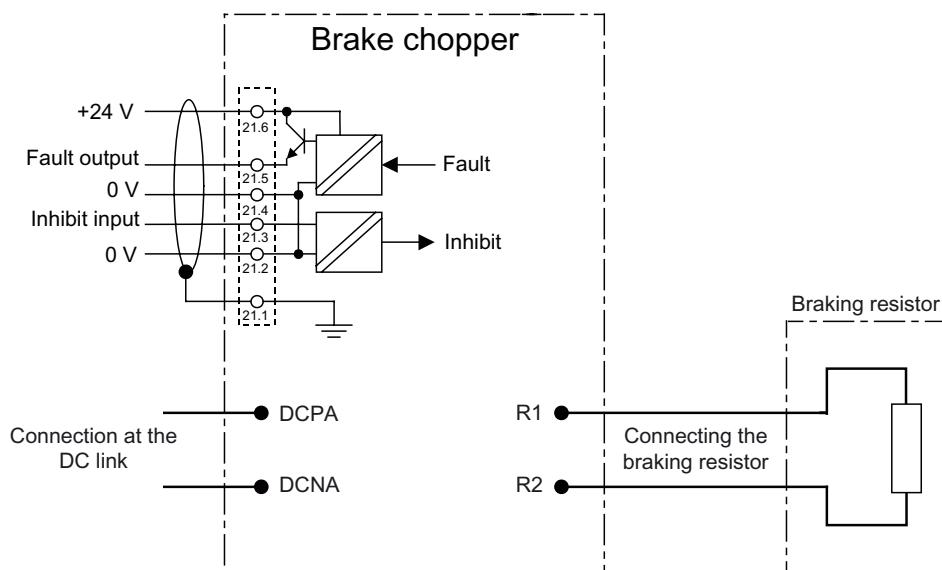 Brake chopper
+24 V
21.6
Fault output
21.5
Fault
0 V
21.4
Inhibit input
21.3
Inhibit
0 V
21.2
21.1
Braking resistor
DCPA
R1
Connection at the
DC link
Connecting the
braking resistor
DCNA
R2